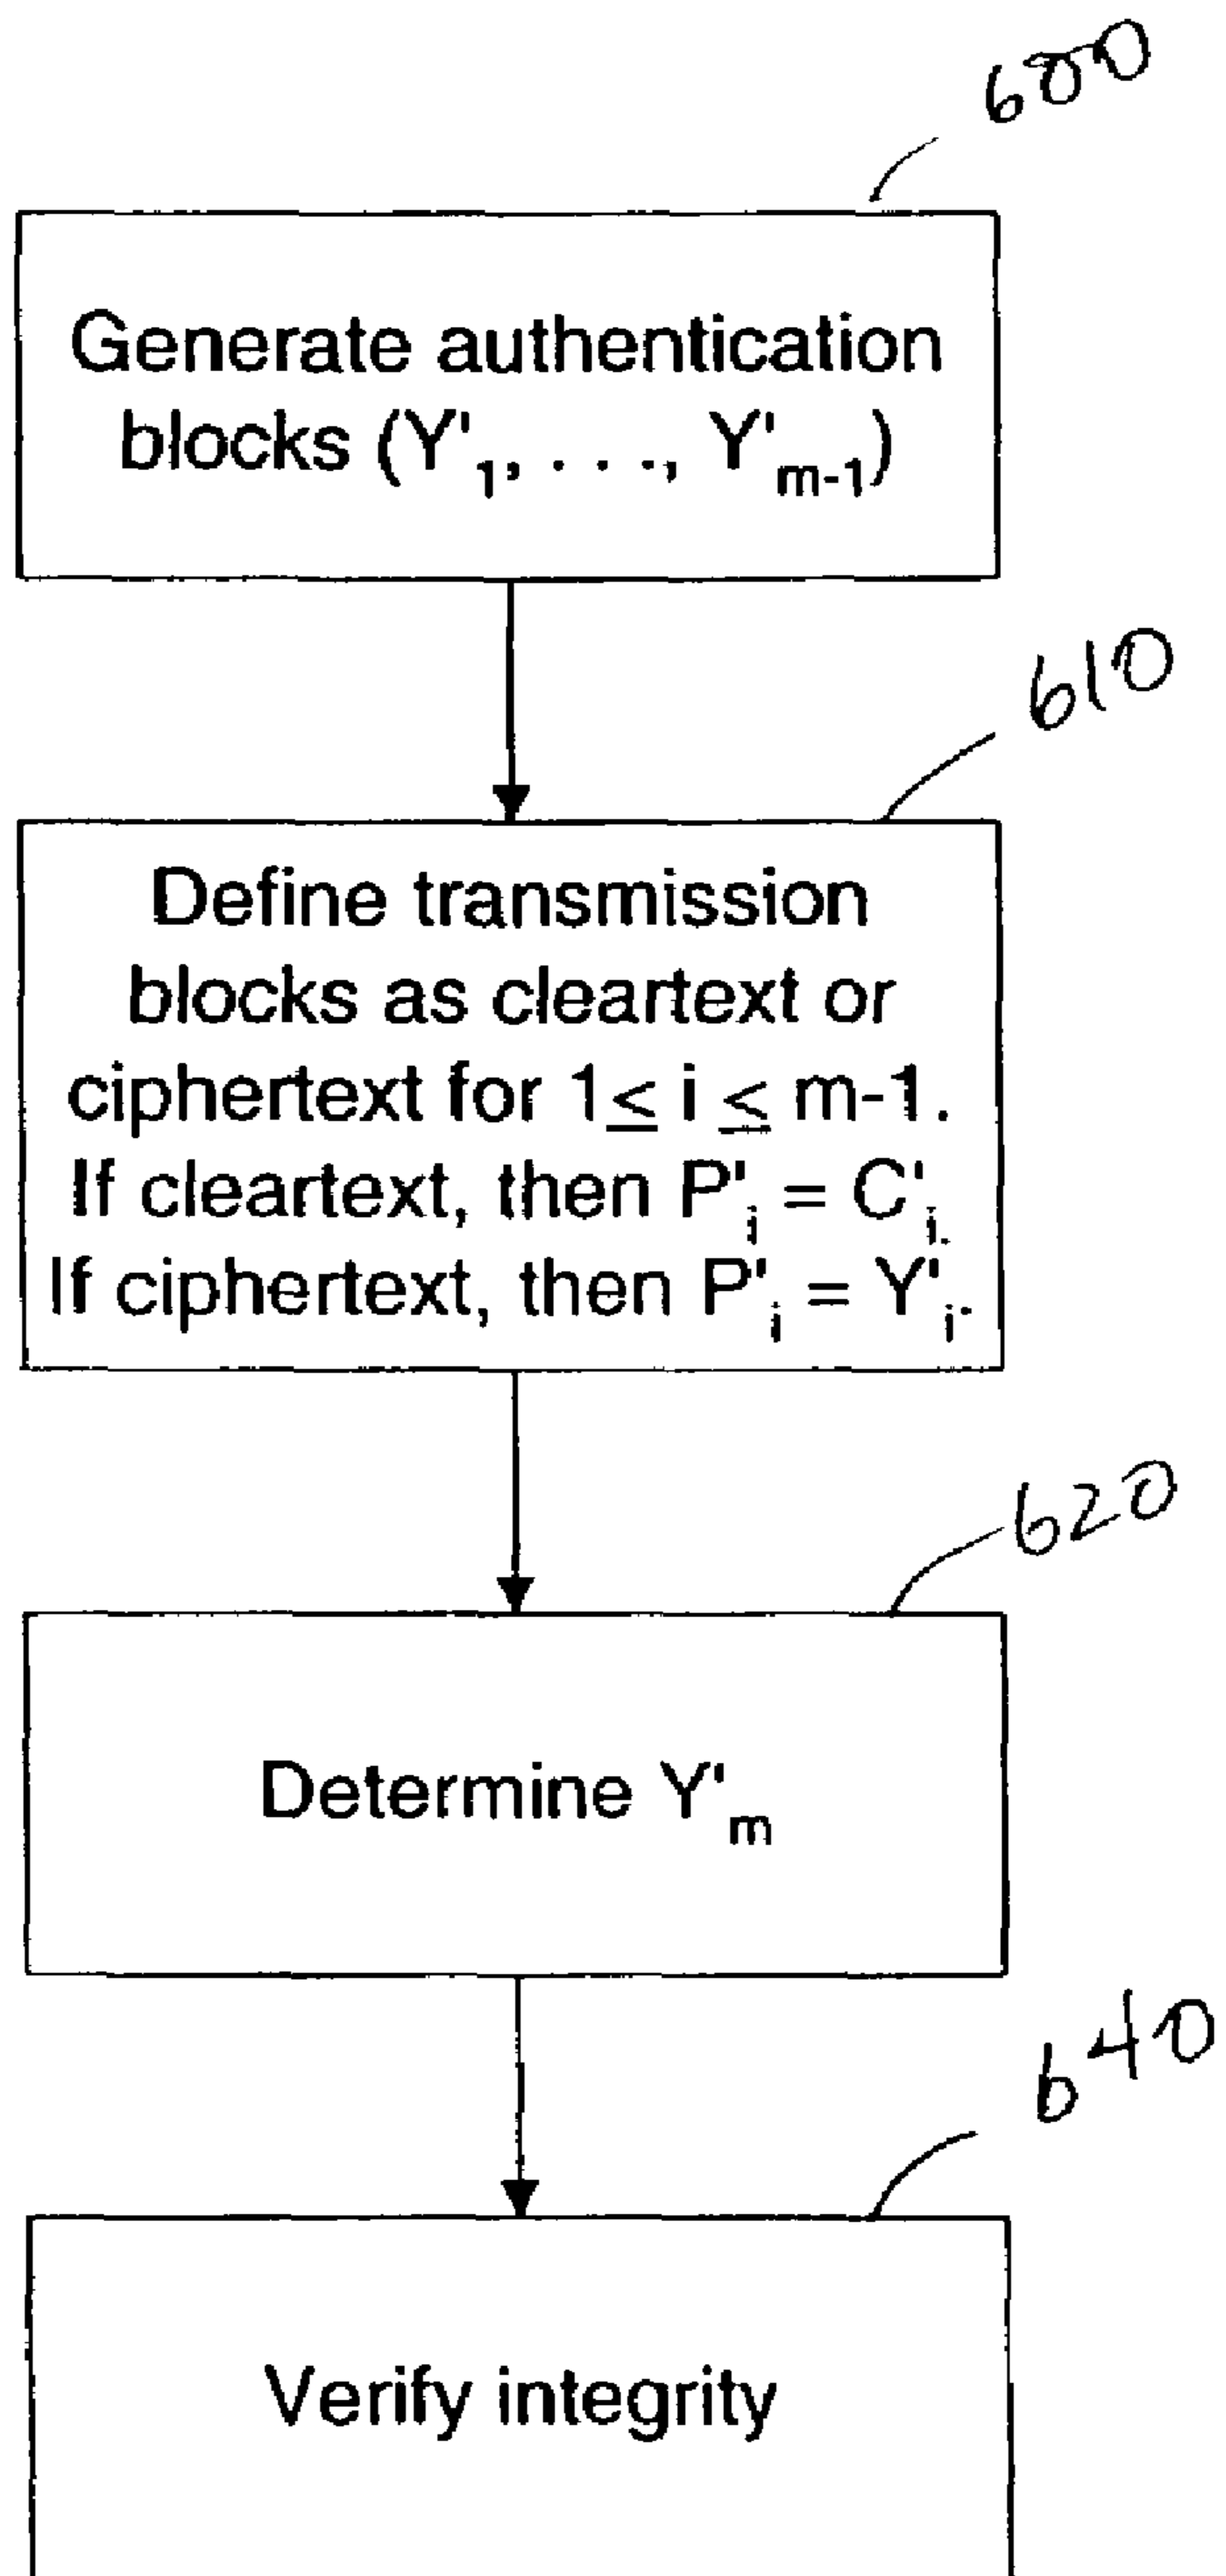 600
Generate authentication
blocks (Y'1, . . ., Y'm-1)
610
Define transmission
blocks as cleartext or
ciphertext for 1≤ i ≤ m-1.
If cleartext, then P'i = C'i.
If ciphertext, then P'i = Y'i.
620
Determine Y'm
640
Verify integrity